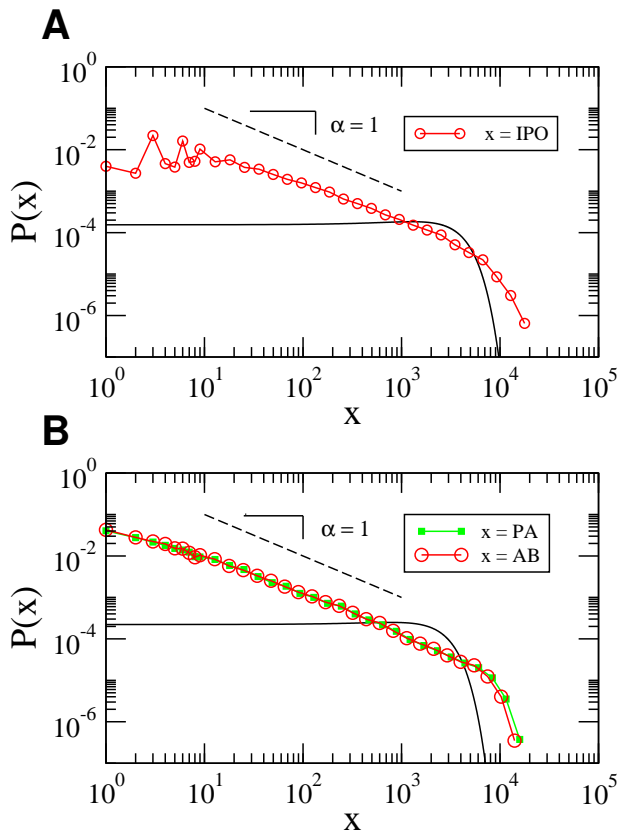 A
10^0
10^-2
10^-4
10^-6
P(x)
α = 1
x = IPO
10^0 10^1 10^2 10^3 10^4 10^5
x
B
10^0
10^-2
10^-4
10^-6
P(x)
α = 1
x = PA
x = AB
10^0 10^1 10^2 10^3 10^4 10^5
x